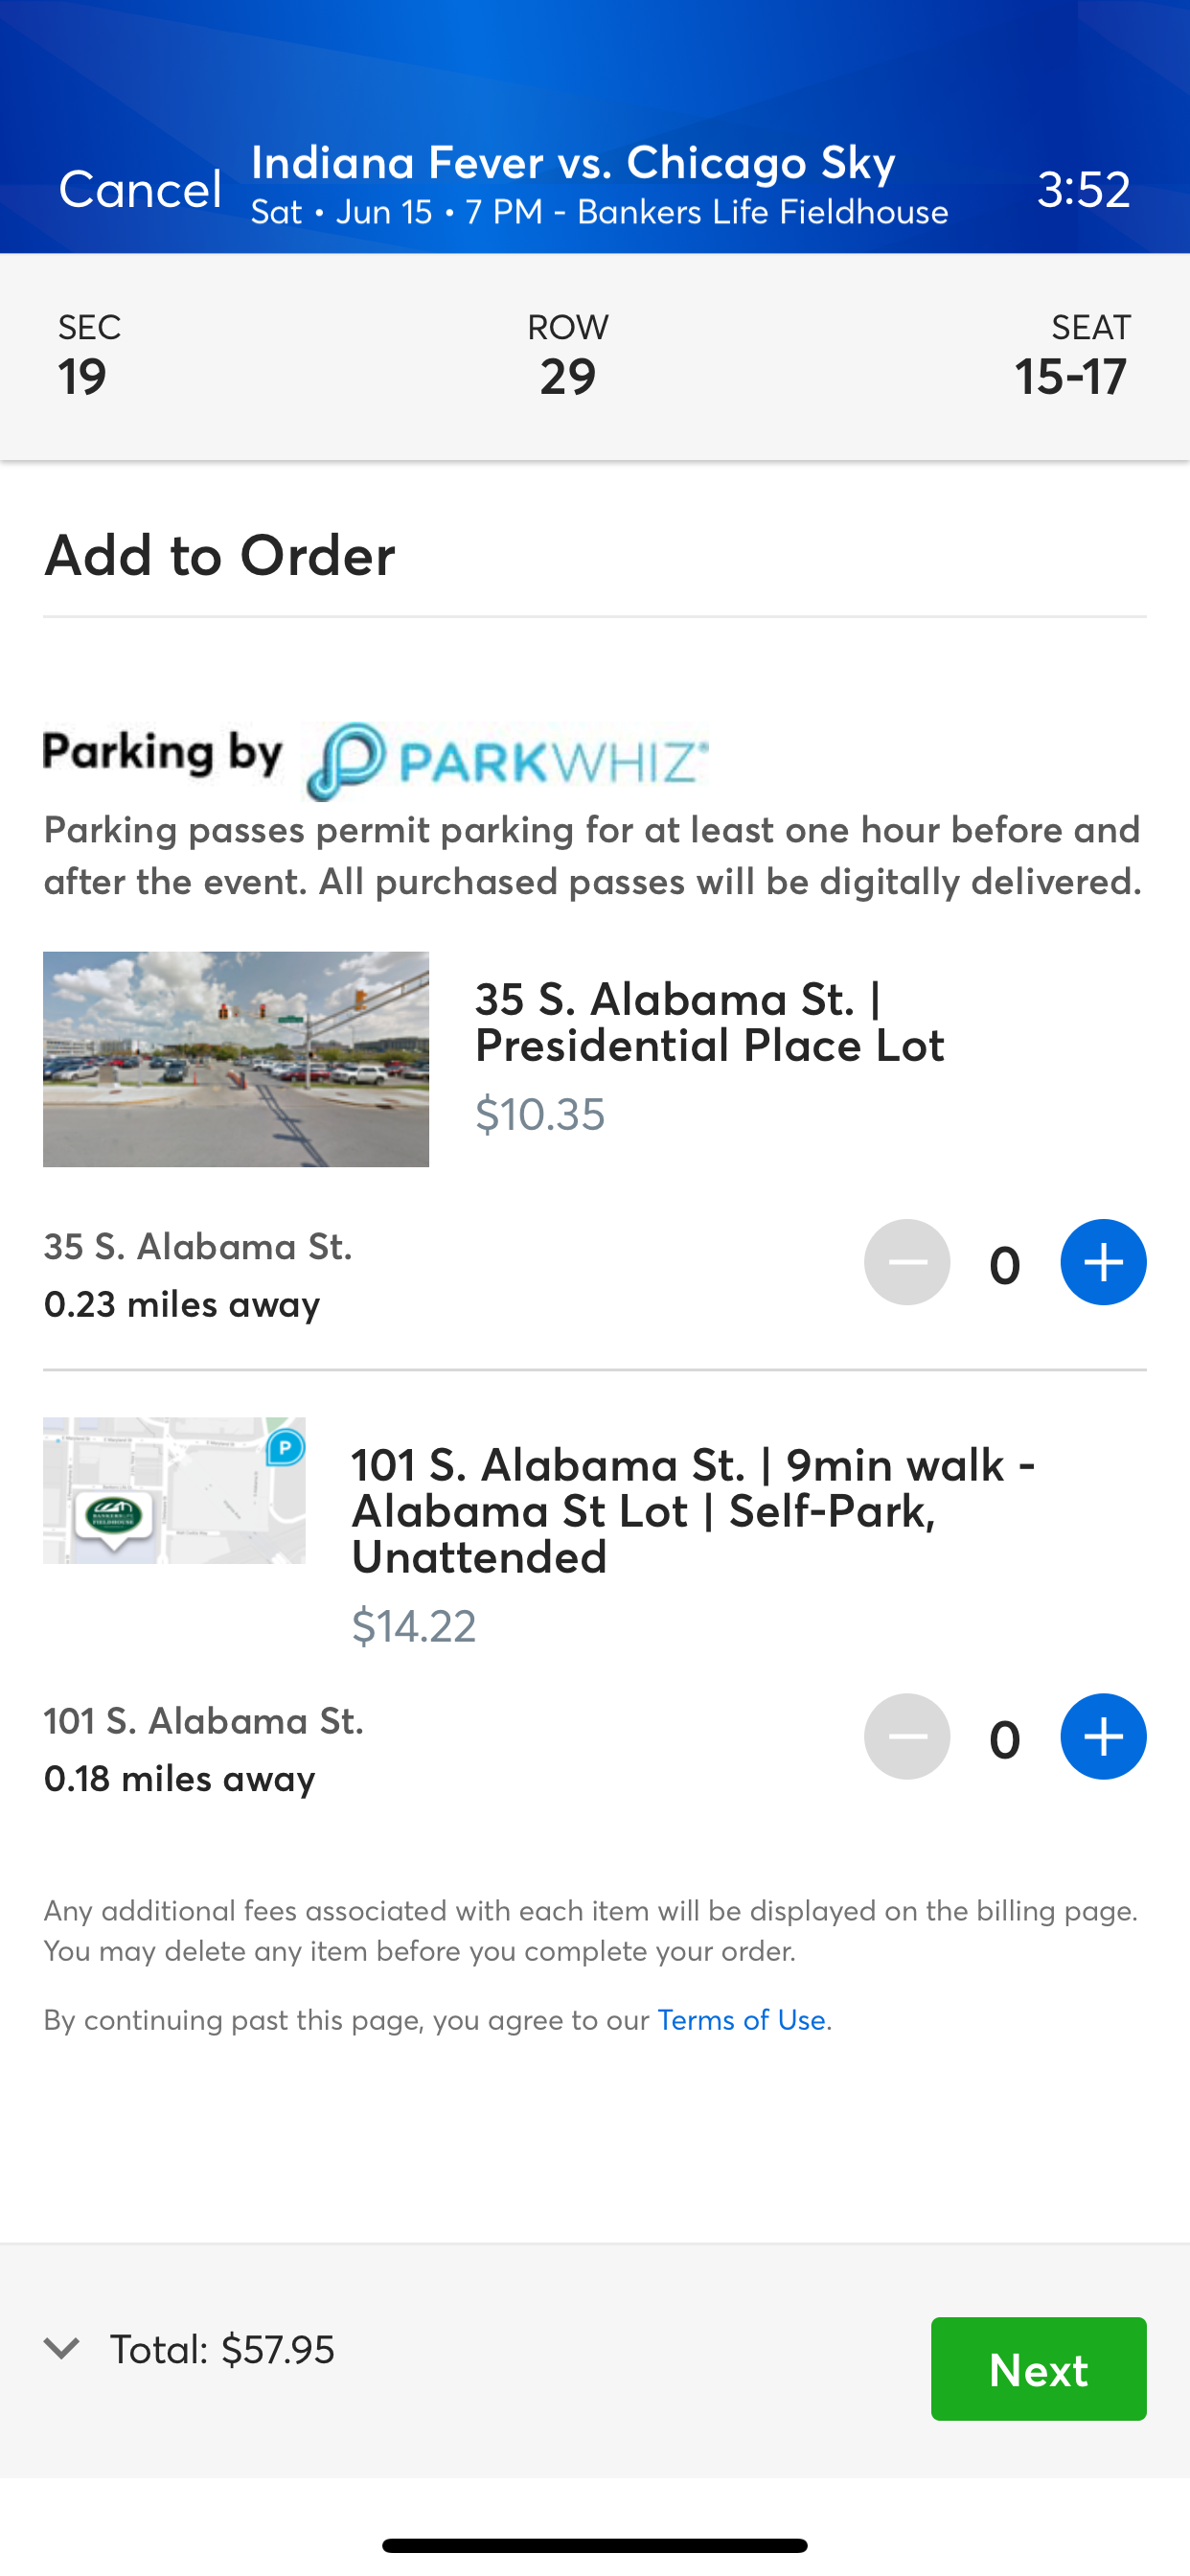 Cancel
Indiana Fever vs. Chicago Sky
Sat • Jun 15 • 7 PM - Bankers Life Fieldhouse
3:52
SEC
19
ROW
29
SEAT
15-17
Add to Order
Parking by PARKWHIZ
Parking passes permit parking for at least one hour before and
after the event. All purchased passes will be digitally delivered.
35 S. Alabama St. |
Presidential Place Lot
$10.35
35 S. Alabama St.
0.23 miles away
0
P
BANKERS LIFE
FIELDHOUSE
101 S. Alabama St. | 9min walk -
Alabama St Lot | Self-Park,
Unattended
$14.22
101 S. Alabama St.
0.18 miles away
0
Any additional fees associated with each item will be displayed on the billing page.
You may delete any item before you complete your order.
By continuing past this page, you agree to our Terms of Use.
Total: $57.95
Next